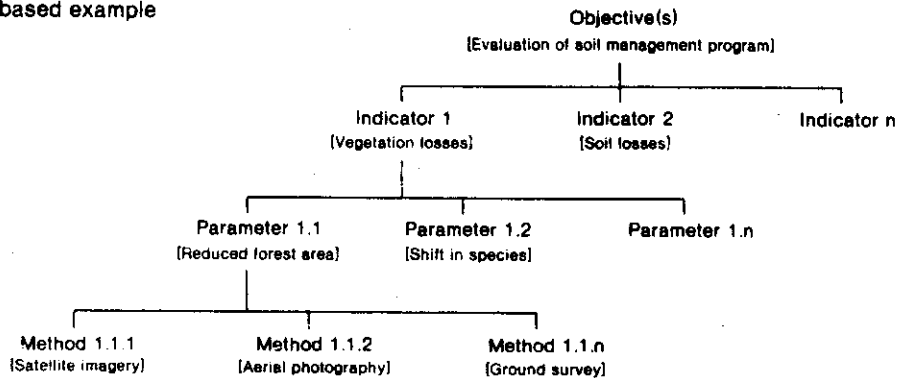 based example
Objective(s)
[Evaluation of soil management program]
Indicator 1
Indicator 2
Indicator n
[Vegetation losses]
[Soil losses]
Parameter 1.1
Parameter 1.2
Parameter 1.n
[Reduced forest area]
[Shift in species]
Method 1.1.1
Method 1.1.2
Method 1.1.n
[Satellite imagery]
[Aerial photography]
[Ground survey]